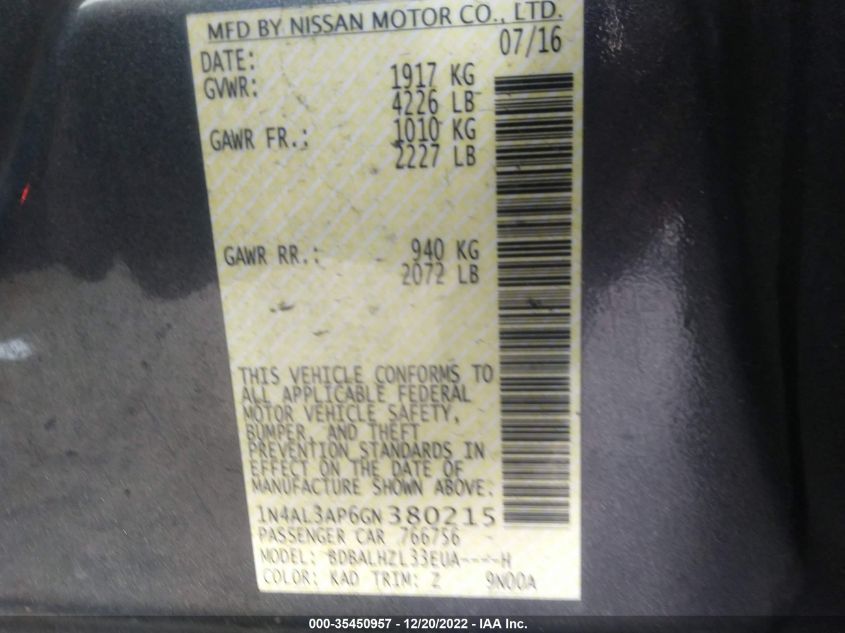 MFD BY NISSAN MOTOR CO., LTD.
DATE: 07/16
GVWR: 1917 KG
4226 LB
GAWR FR.: 1010 KG
2227 LB
GAWR RR.: 940 KG
2072 LB
THIS VEHICLE CONFORMS TO
ALL APPLICABLE FEDERAL
MOTOR VEHICLE SAFETY,
BUMPER, AND THEFT
PREVENTION STANDARDS IN
EFFECT ON THE DATE OF
MANUFACTURE SHOWN ABOVE:
1N4AL3AP6GN380215
PASSENGER CAR 766756
MODEL: BDBALHZL33EUA----H
COLOR: KAD TRIM: Z 9N00A
000-35450957 - 12/20/2022 - IAA Inc.